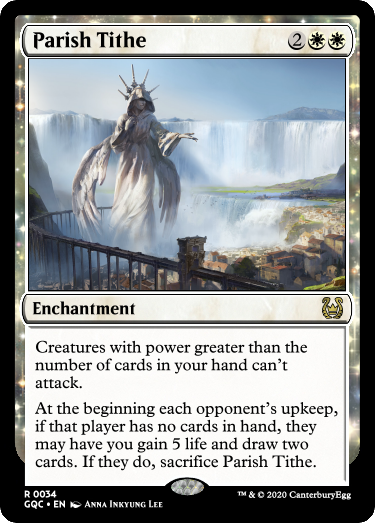 Parish Tithe 2
Enchantment
Creatures with power greater than the
number of cards in your hand can't
attack.
At the beginning each opponent's upkeep,
if that player has no cards in hand, they
may have you gain 5 life and draw two
cards. If they do, sacrifice Parish Tithe.
R 0034
GQC • EN Anna Inkyung Lee
™ & © 2020 CanterburyEgg